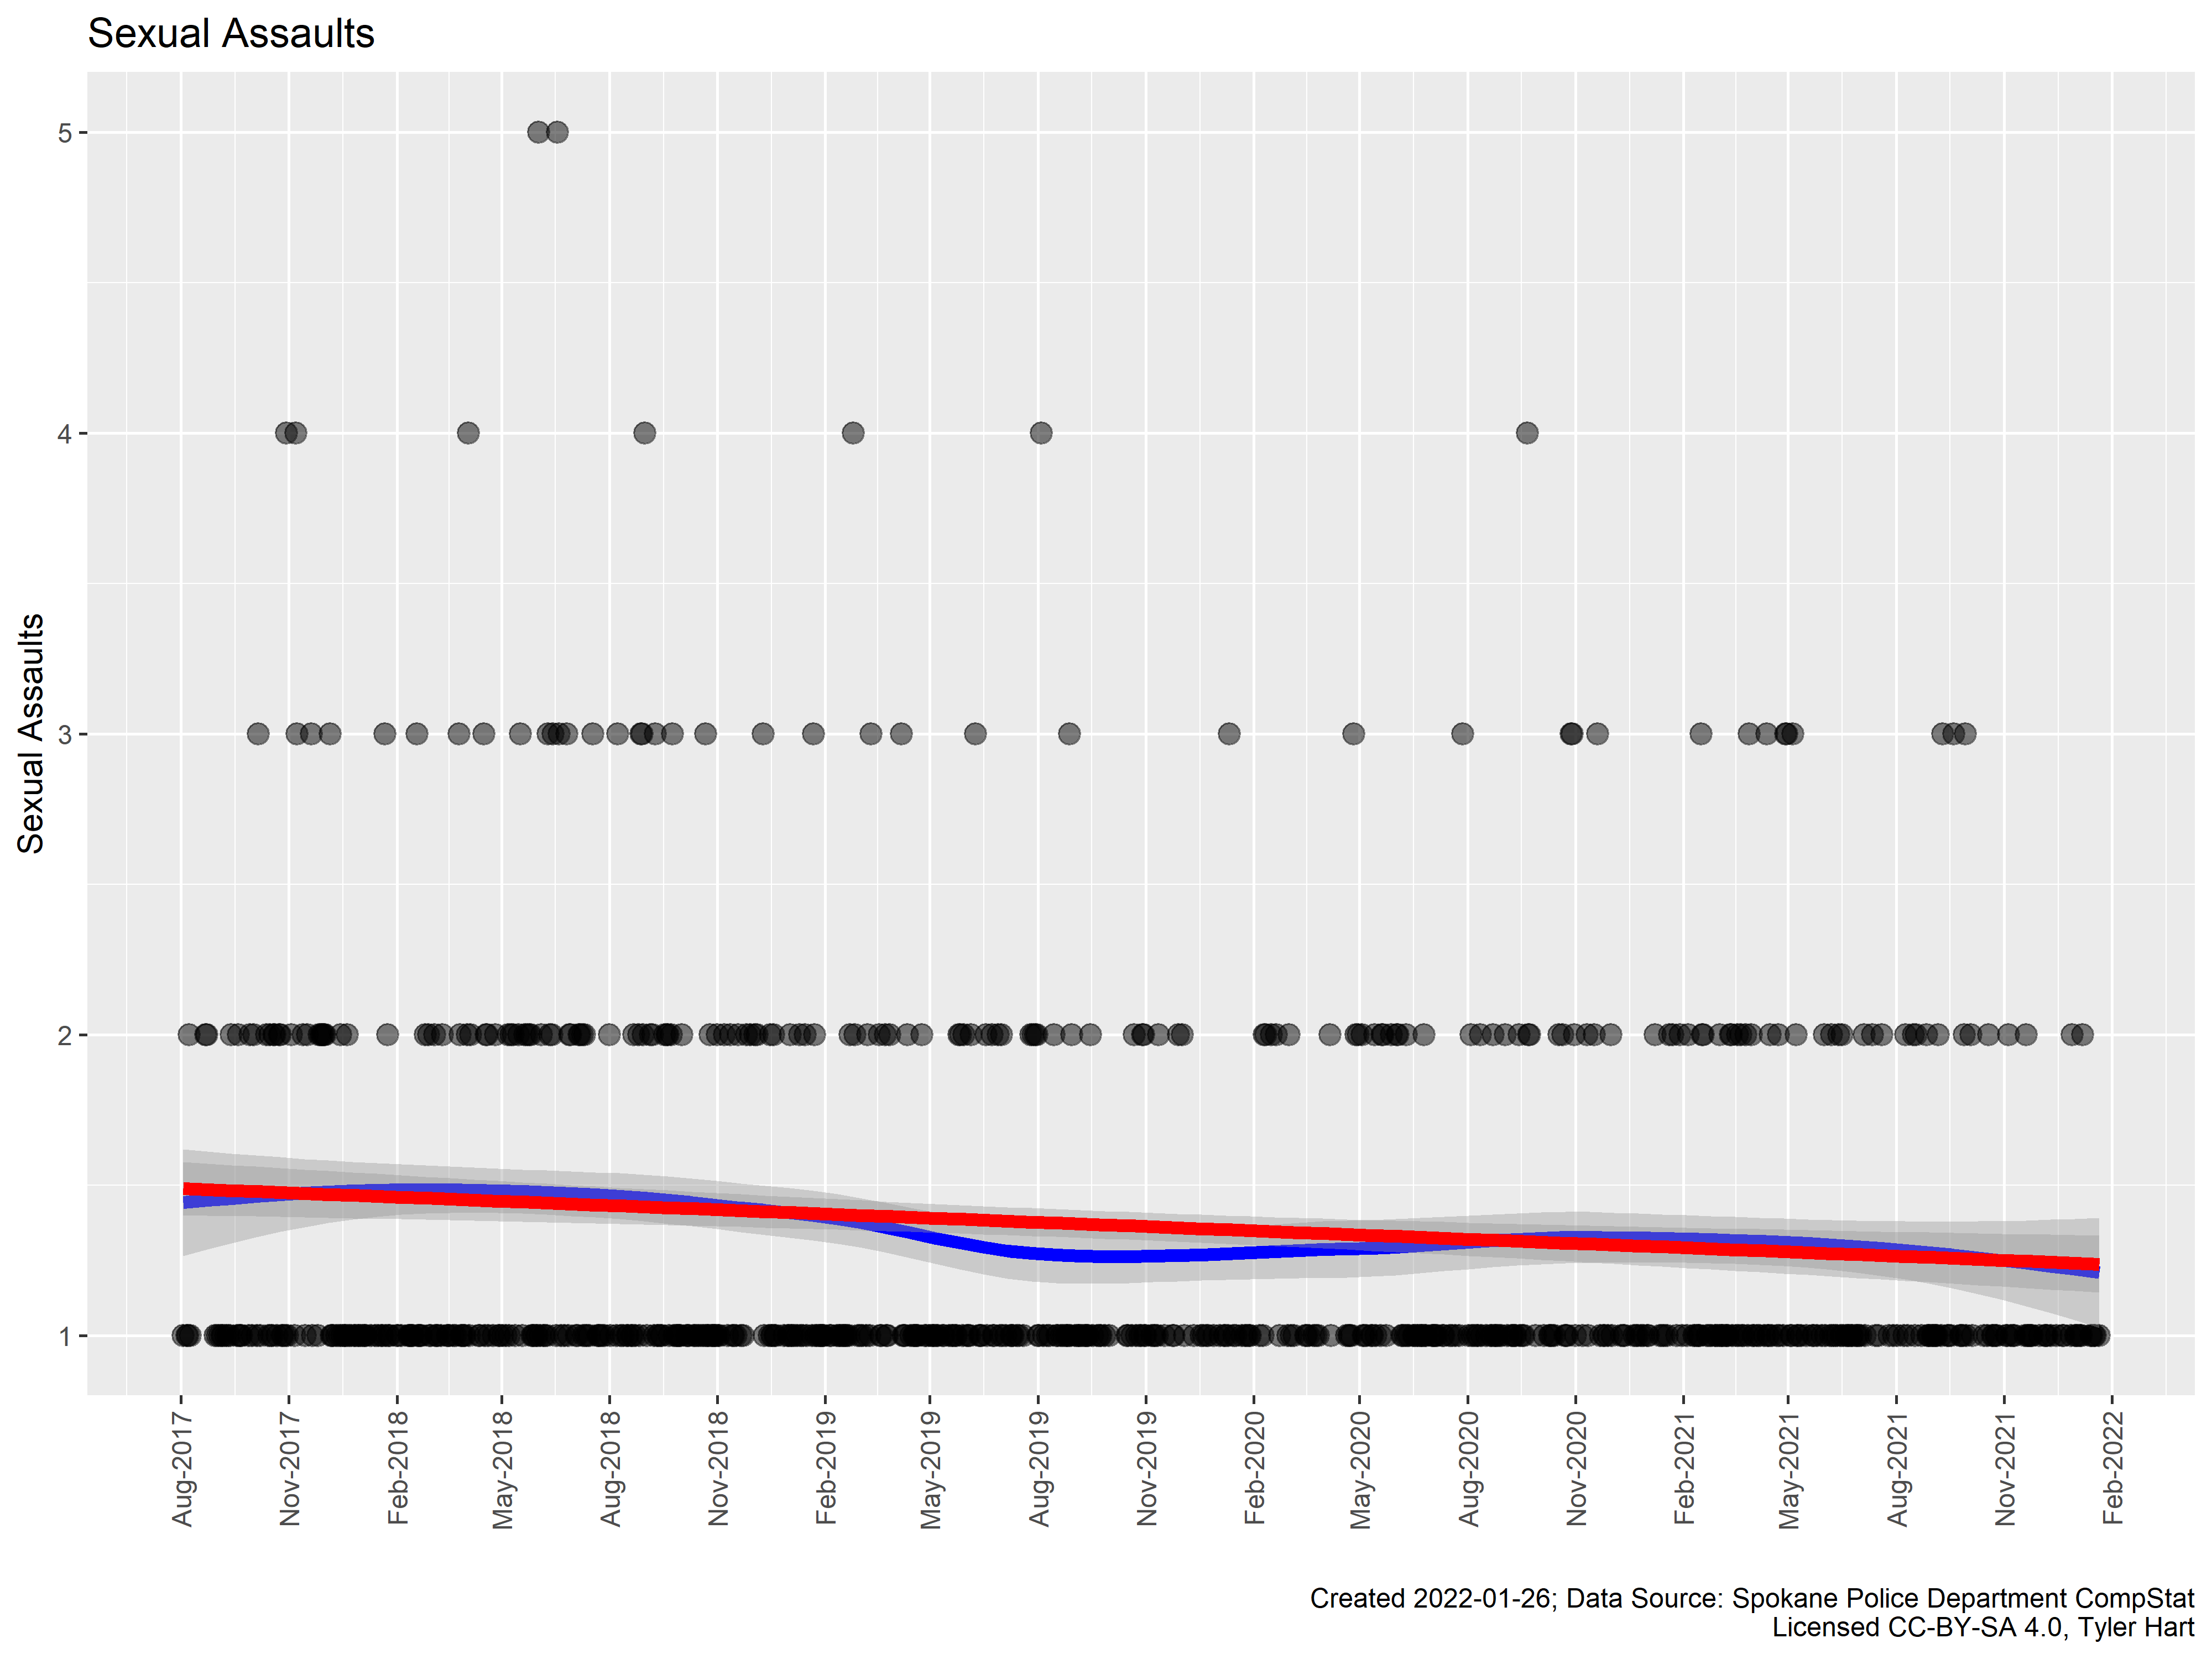 Sexual Assaults
Sexual Assaults
5
4
3
2
1
Aug-2017
Nov-2017
Feb-2018
May-2018
Aug-2018
Nov-2018
Feb-2019
May-2019
Aug-2019
Nov-2019
Feb-2020
May-2020
Aug-2020
Nov-2020
Feb-2021
May-2021
Aug-2021
Nov-2021
Feb-2022
Created 2022-01-26; Data Source: Spokane Police Department CompStat
Licensed CC-BY-SA 4.0, Tyler Hart